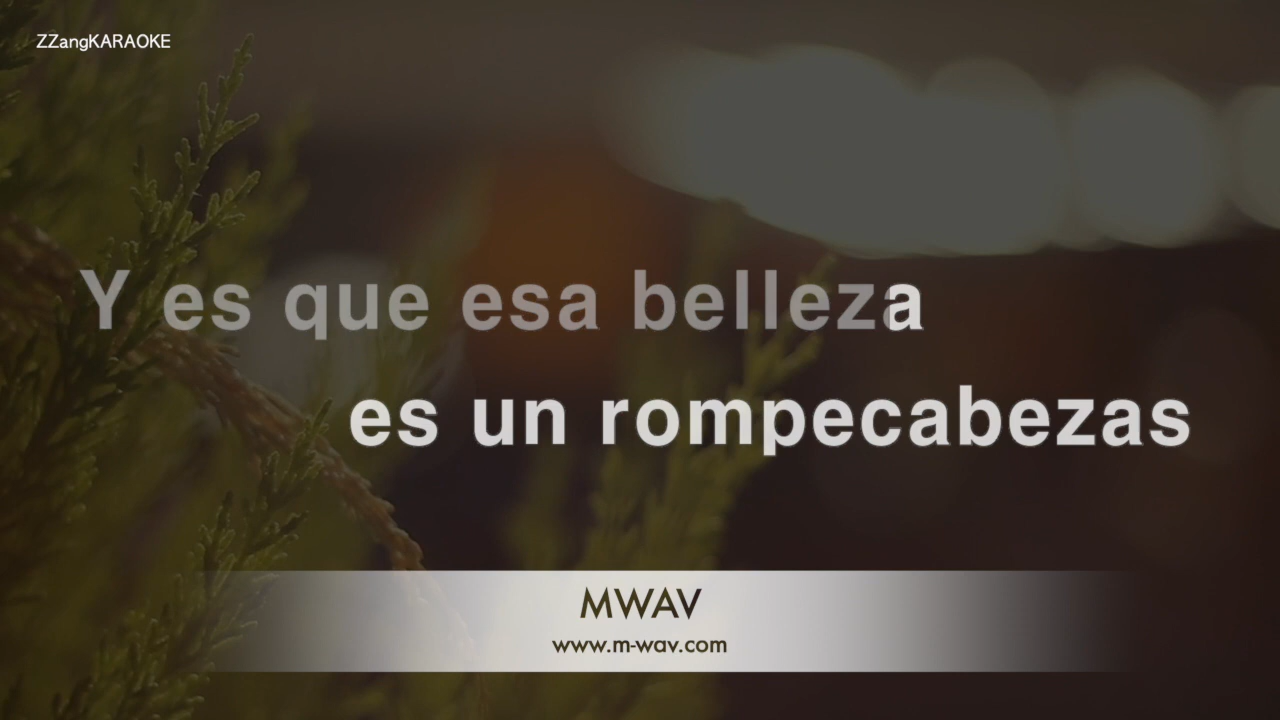 ZZangKARAOKE
Y es que esa belleza
es un rompecabezas
MWAV
www.m-wav.com